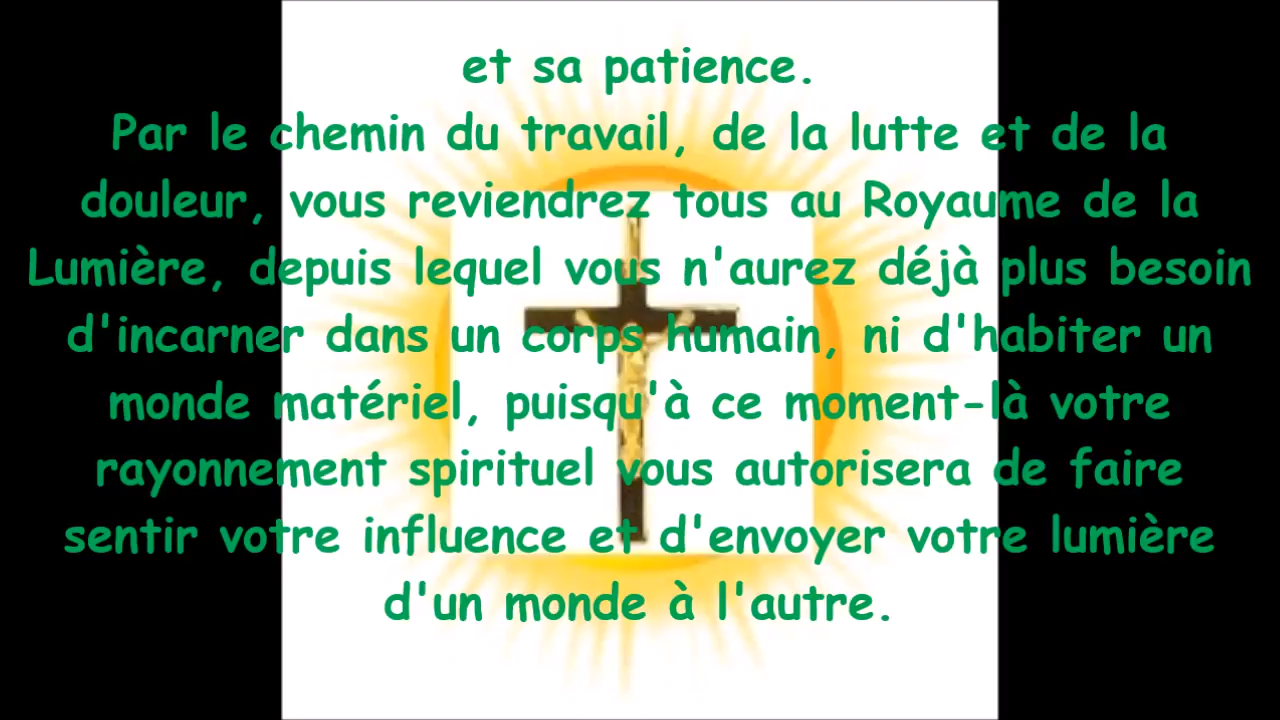 et sa patience.
Par le chemin du travail, de la lutte et de la
douleur, vous reviendrez tous au Royaume de la
Lumière, depuis lequel vous n'aurez déjà plus besoin
d'incarner dans un corps humain, ni d'habiter un
monde matériel, puisqu'à ce moment-là votre
rayonnement spirituel vous autorisera de faire
sentir votre influence et d'envoyer votre lumière
d'un monde à l'autre.